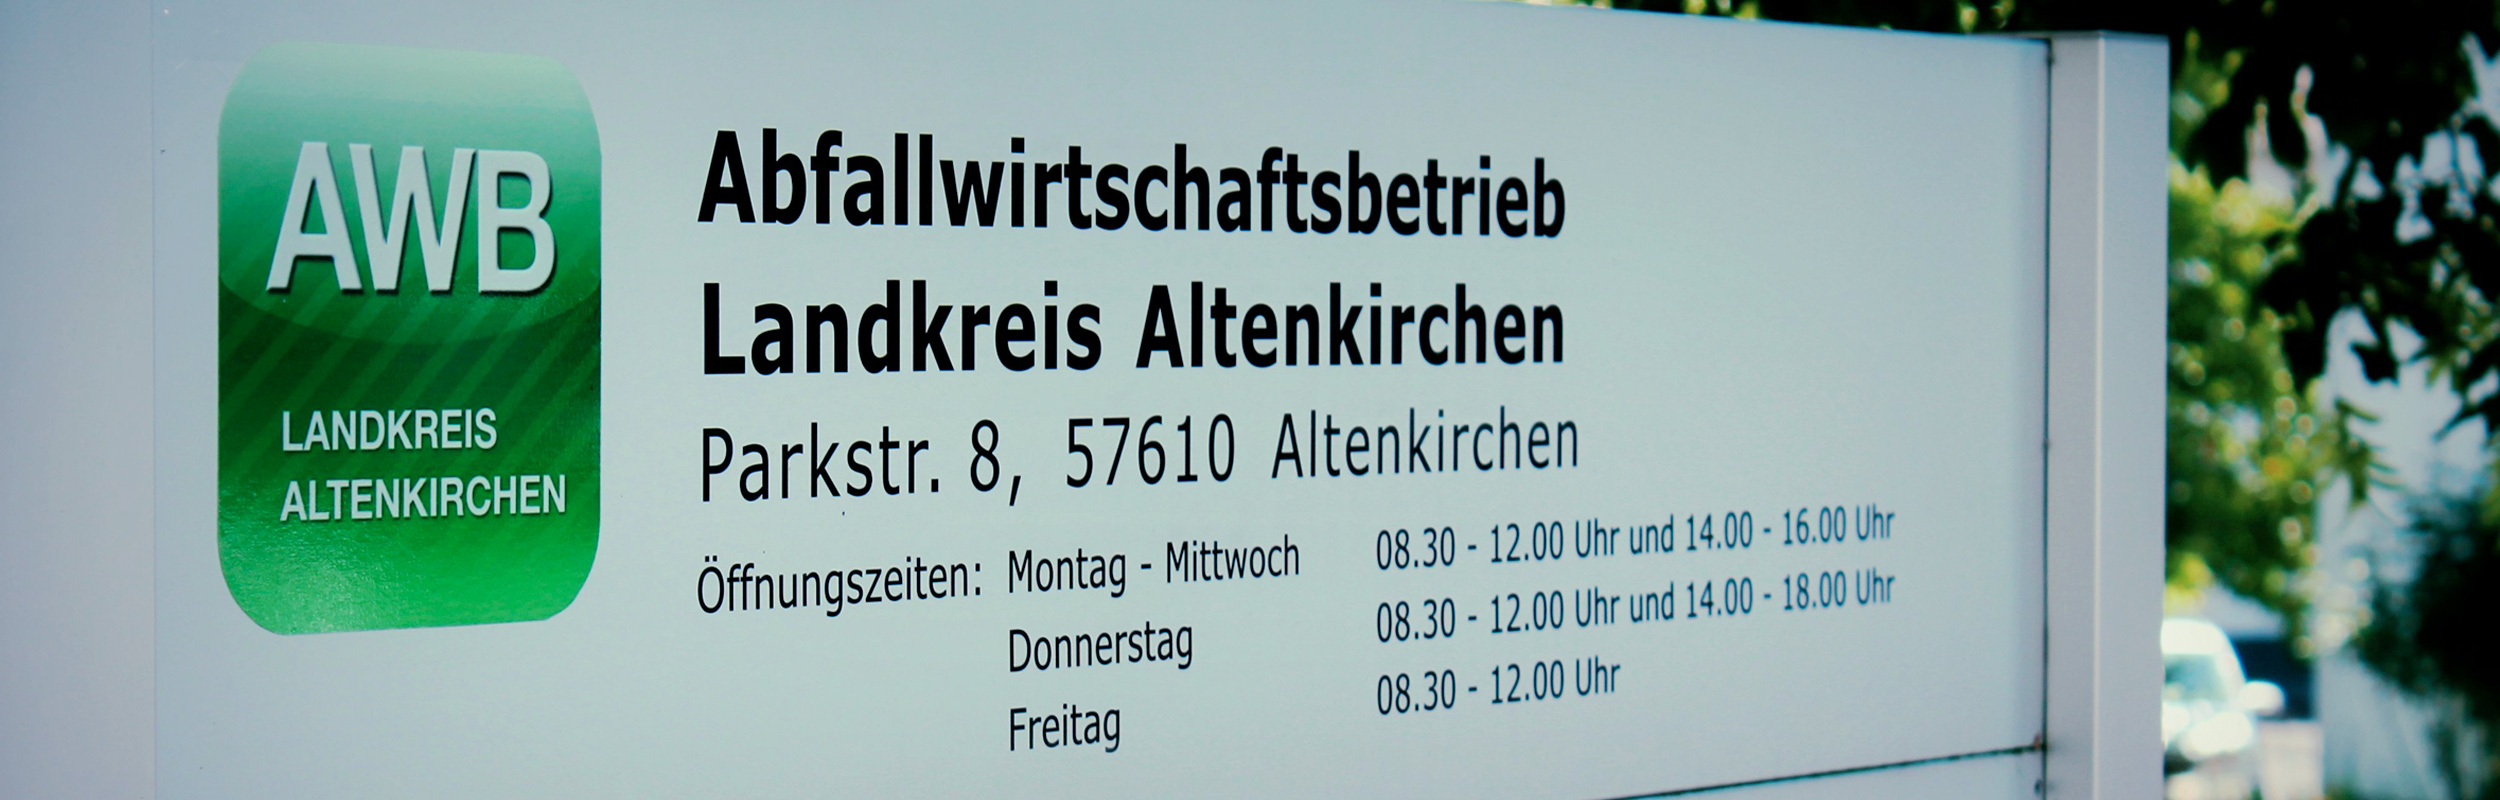 AWB
LANDKREIS
ALTENKIRCHEN
Abfallwirtschaftsbetrieb
Landkreis Altenkirchen
Parkstr. 8, 57610 Altenkirchen
Öffnungszeiten: Montag - Mittwoch 08.30 - 12.00 Uhr und 14.00 - 16.00 Uhr
Donnerstag 08.30 - 12.00 Uhr und 14.00 - 18.00 Uhr
Freitag 08.30 - 12.00 Uhr